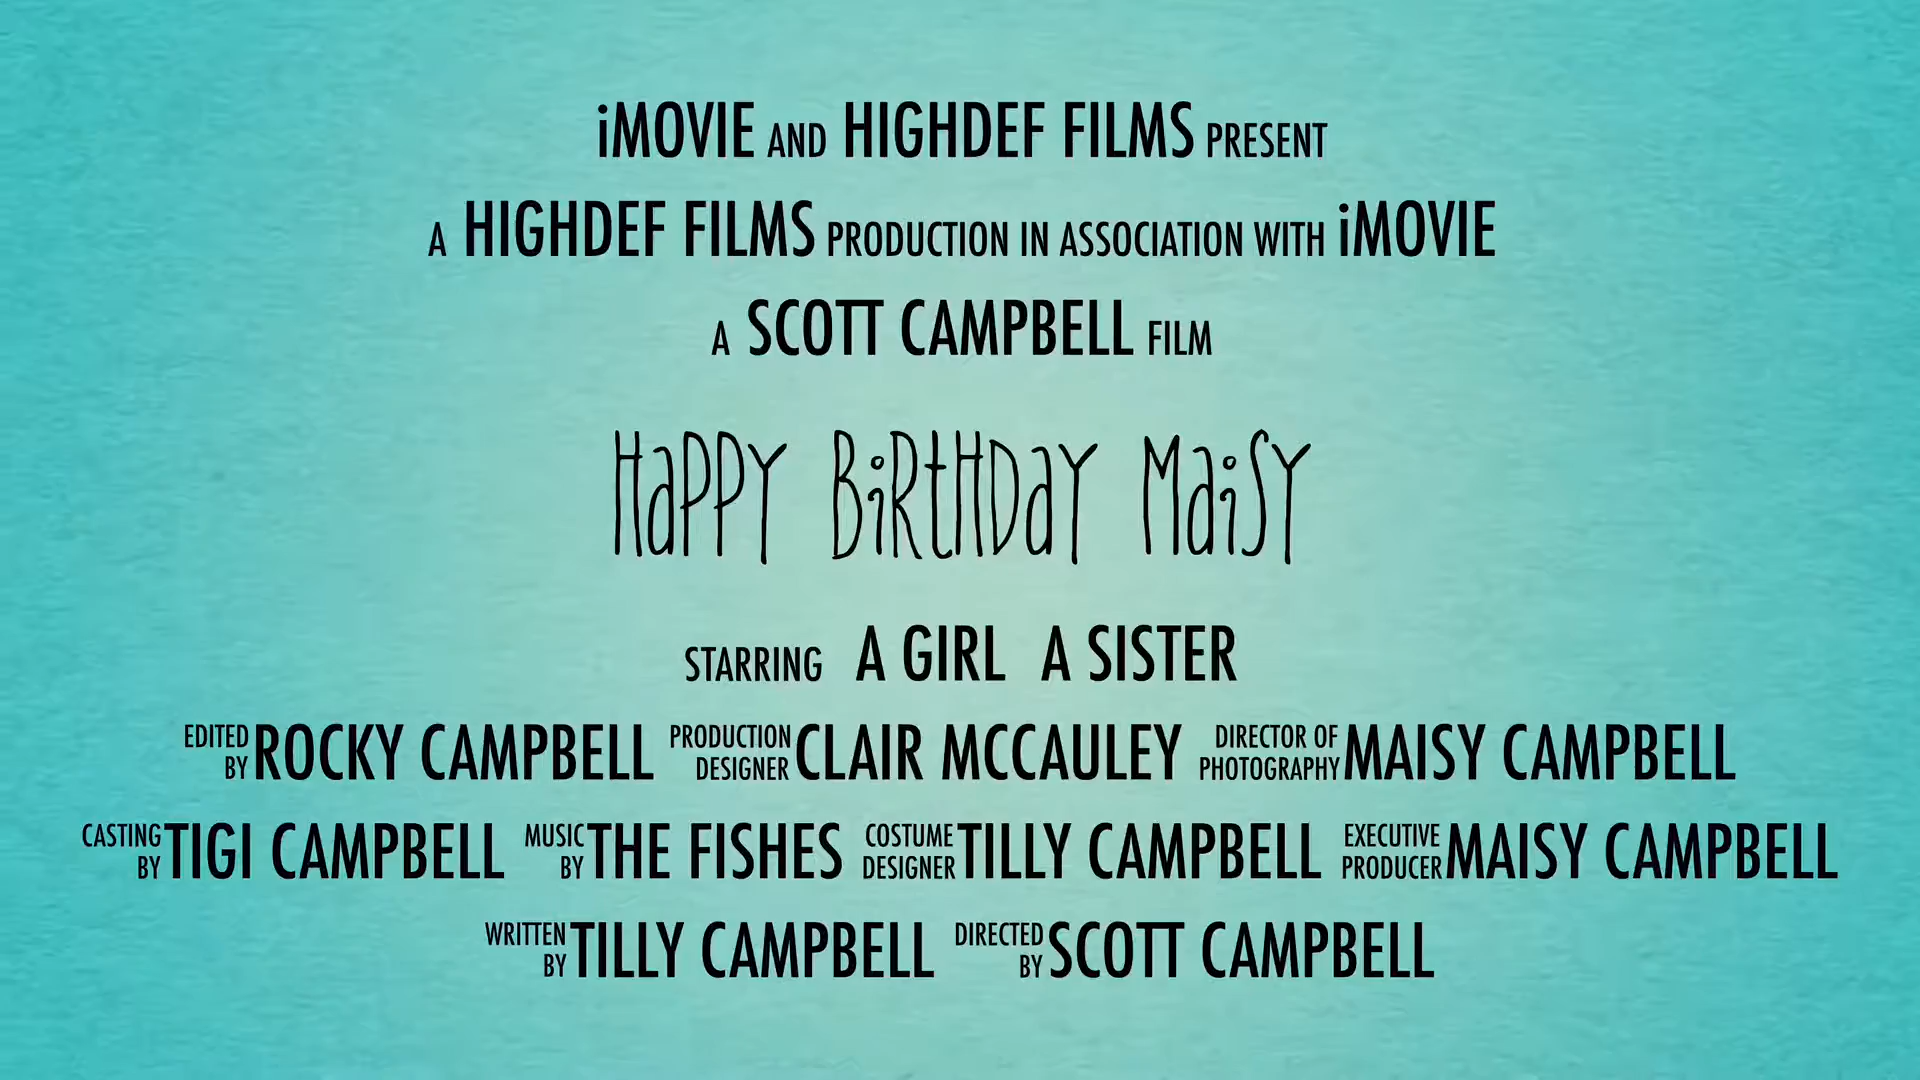 iMOVIE AND HIGHDEF FILMS PRESENT
A HIGHDEF FILMS PRODUCTION IN ASSOCIATION WITH iMOVIE
A SCOTT CAMPBELL FILM
HaPPY BiRtHDaY MaiSY
STARRING A GIRL A SISTER
EDITED BY ROCKY CAMPBELL PRODUCTION DESIGNER CLAIR MCCAULEY DIRECTOR OF PHOTOGRAPHY MAISY CAMPBELL
CASTING BY TIGI CAMPBELL MUSIC BY THE FISHES COSTUME DESIGNER TILLY CAMPBELL EXECUTIVE PRODUCER MAISY CAMPBELL
WRITTEN BY TILLY CAMPBELL DIRECTED BY SCOTT CAMPBELL